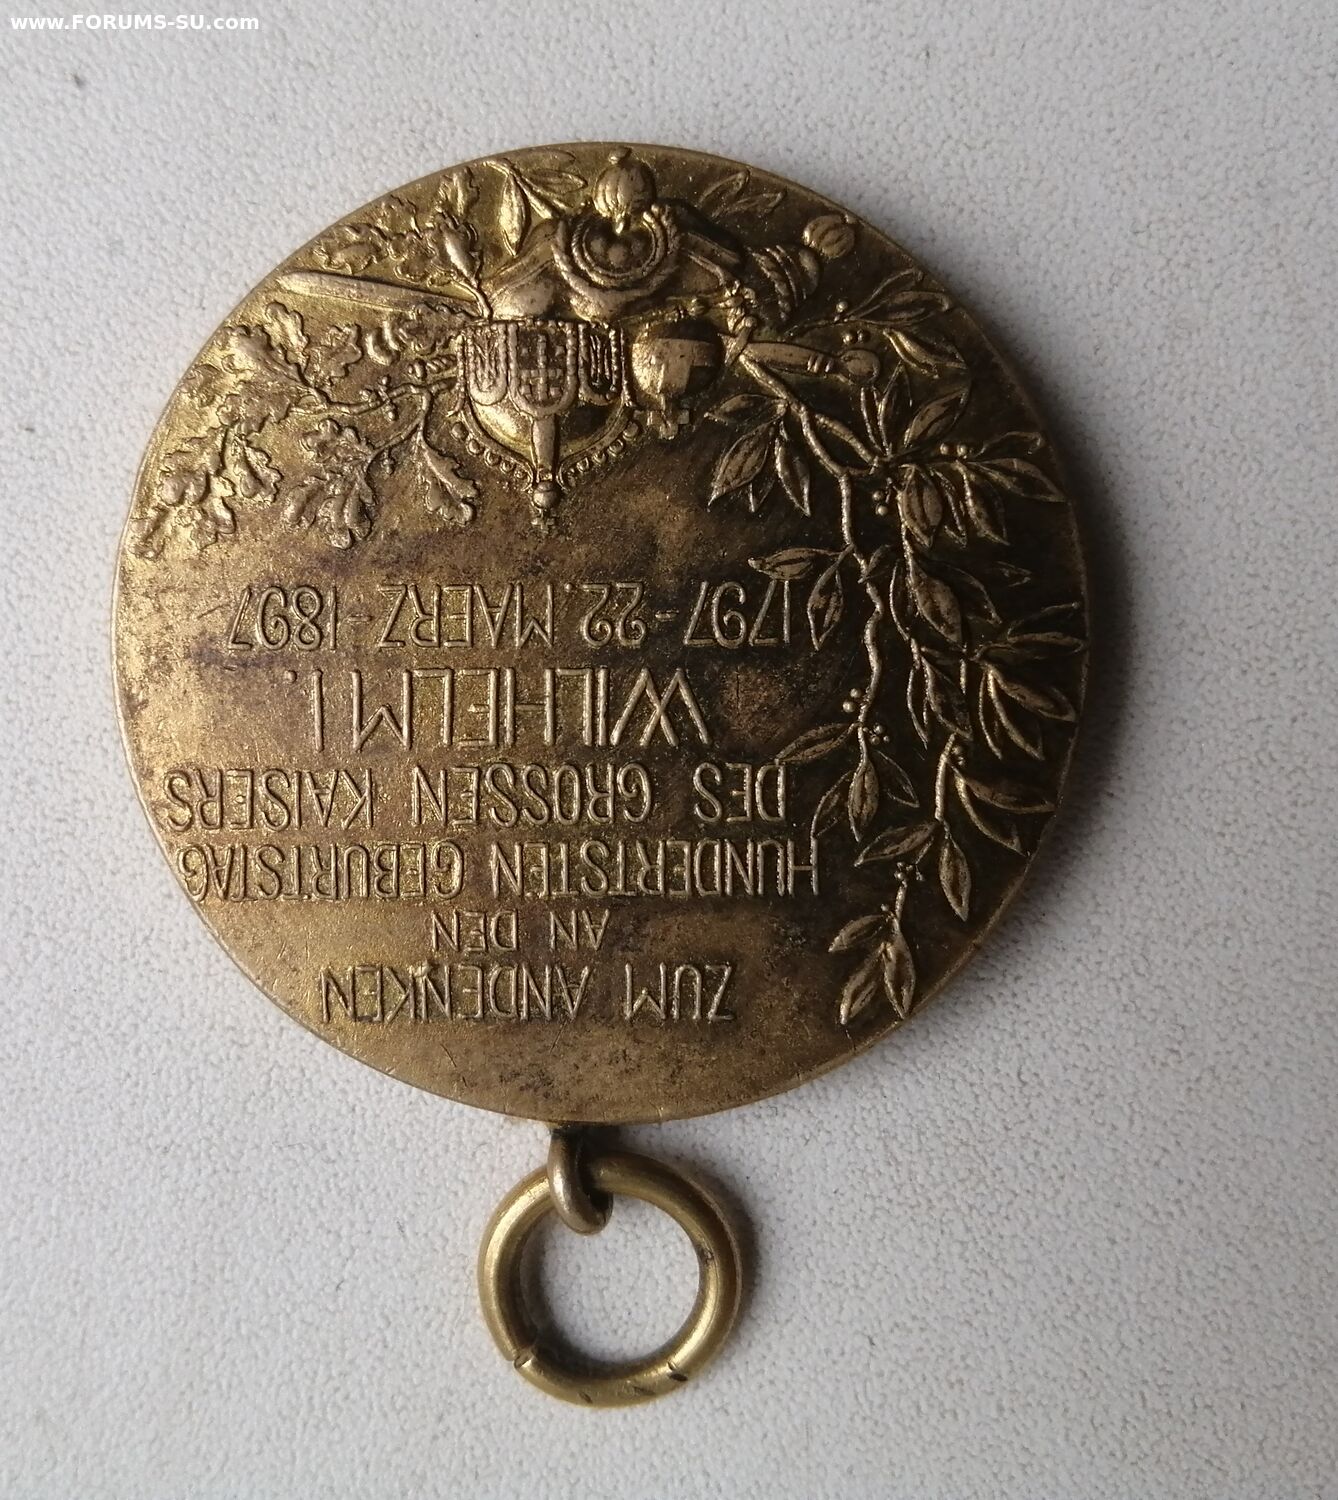 www.FORUMS-SU.com
ZUM ANDENKEN
AN DEN
HUNDERTSTEN GEBURTSTAG
DES GROSSEN KAISERS
WILHELM I.
1797-22. MAERZ-1897